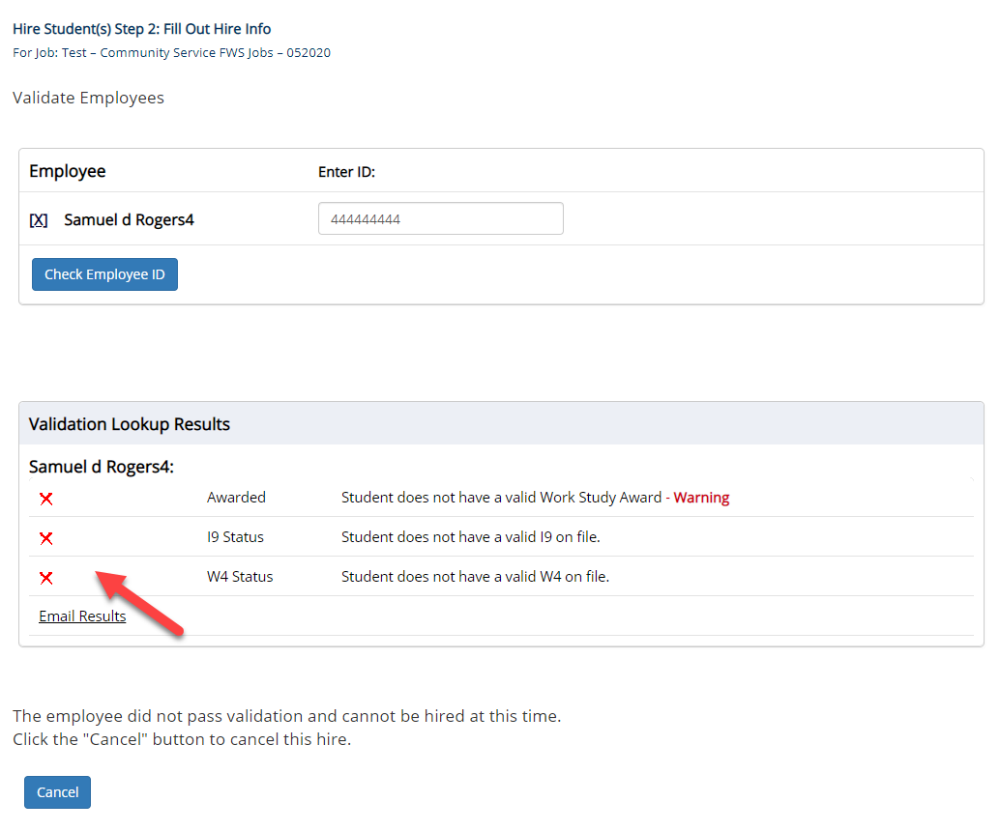 Hire Student(s) Step 2: Fill Out Hire Info
For Job: Test – Community Service FWS Jobs – 052020
Validate Employees
Employee Enter ID:
[X] Samuel d Rogers4 444444444
Check Employee ID
Validation Lookup Results
Samuel d Rogers4:
Awarded Student does not have a valid Work Study Award - Warning
I9 Status Student does not have a valid I9 on file.
W4 Status Student does not have a valid W4 on file.
Email Results
The employee did not pass validation and cannot be hired at this time.
Click the "Cancel" button to cancel this hire.
Cancel